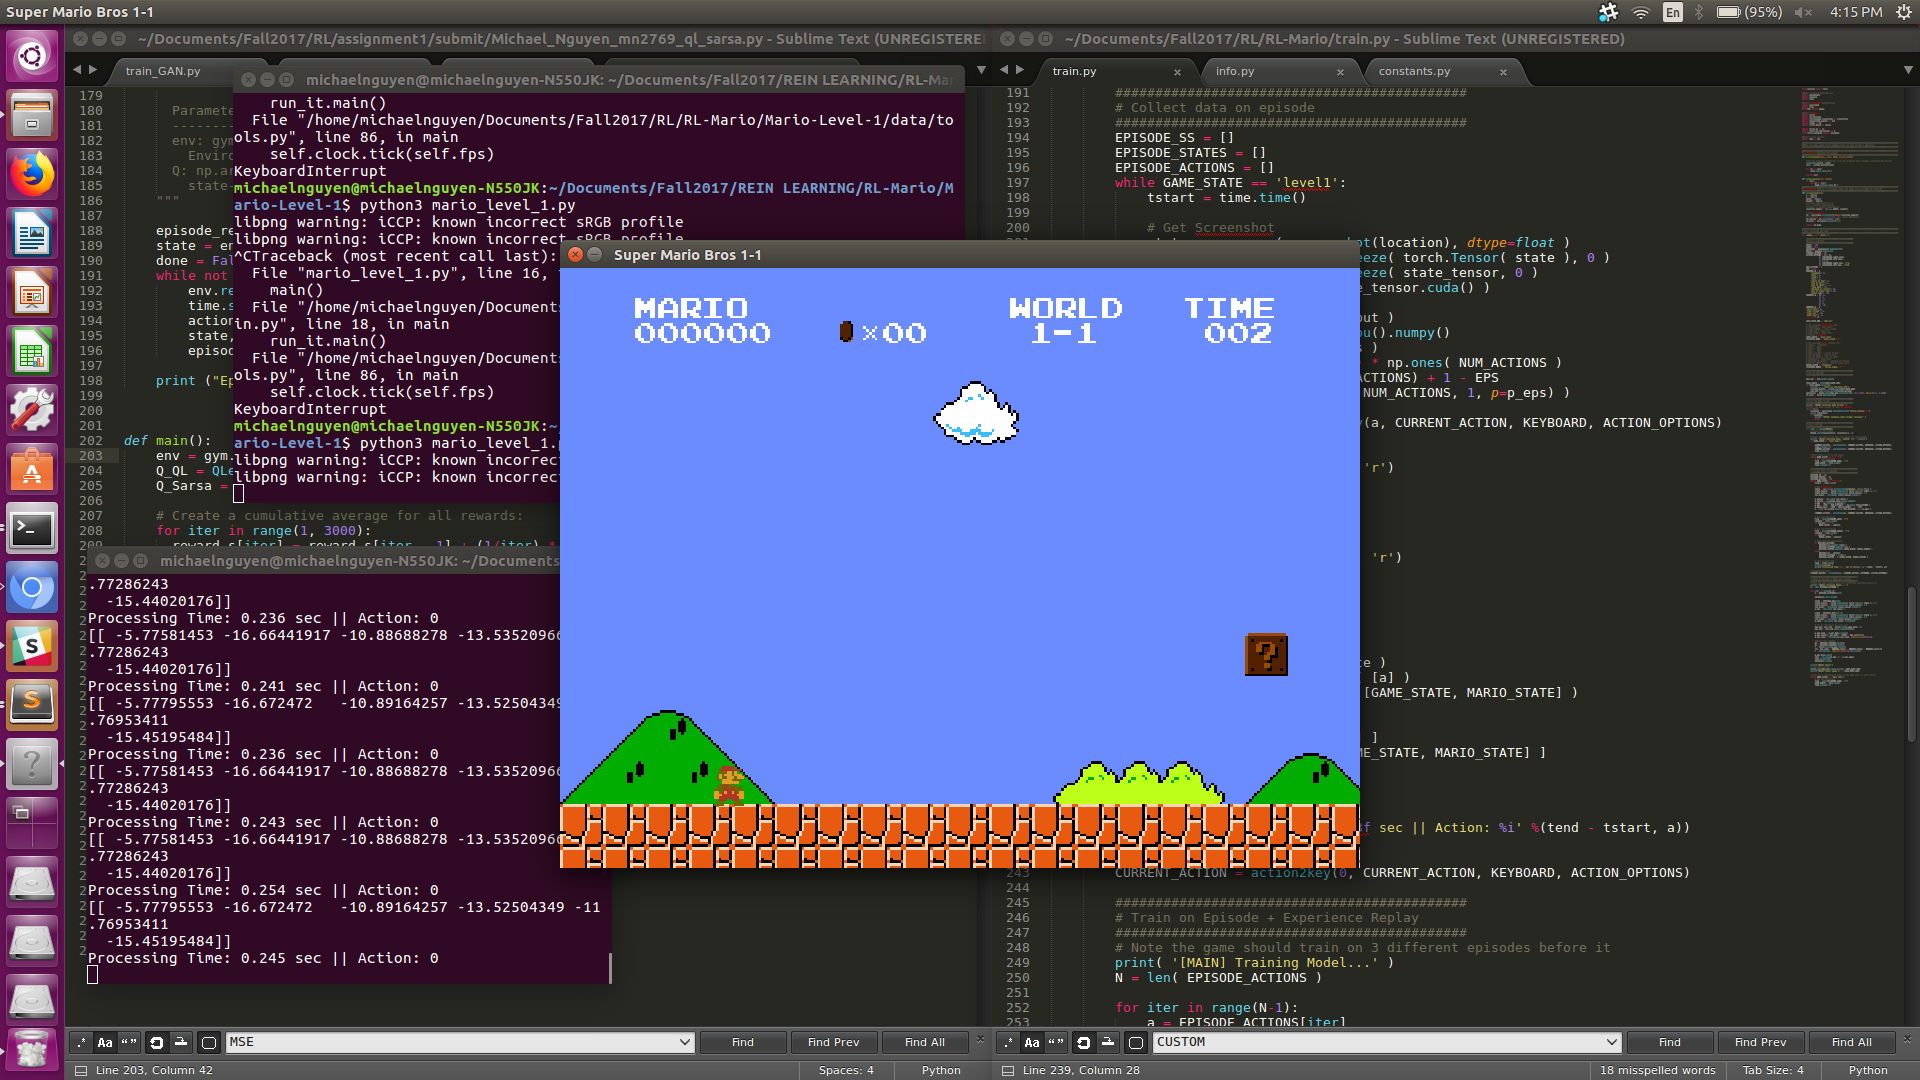 Super Mario Bros 1-1
En
(95%)
4:15 PM
~/Documents/Fall2017/RL/assignment1/submit/Michael_Nguyen_mn2769_ql_sarsa.py - Sublime Text (UNREGISTERE
train_GAN.py
179
180 Paramete
181 --------
182 env: gym
183 Enviro
184 Q: np.ar
185 state-
186 """
187
188 episode_re
189 state = en
190 done = Fal
191 while not
192 env.re
193 time.s
194 action
195 state,
196 episod
197
198 print ("Ep
199
200
201
202 def main():
203 env = gym.
204 Q_QL = QLe
205 Q_Sarsa =
206
207 # Create a cumulative average for all rewards:
208 for iter in range(1, 3000):
michaelnguyen@michaelnguyen-N550JK: ~/Documents/Fall2017/REIN LEARNING/RL-Mar
run_it.main()
File "/home/michaelnguyen/Documents/Fall2017/RL/RL-Mario/Mario-Level-1/data/to
ols.py", line 86, in main
self.clock.tick(self.fps)
KeyboardInterrupt
michaelnguyen@michaelnguyen-N550JK:~/Documents/Fall2017/REIN LEARNING/RL-Mario/M
ario-Level-1$ python3 mario_level_1.py
libpng warning: iCCP: known incorrect sRGB profile
libpng warning: iCCP: known incorrect sRGB profile
^CTraceback (most recent call last):
File "mario_level_1.py", line 16,
main()
File "/home/michaelnguyen/Document
in.py", line 18, in main
run_it.main()
File "/home/michaelnguyen/Document
ols.py", line 86, in main
self.clock.tick(self.fps)
KeyboardInterrupt
michaelnguyen@michaelnguyen-N550JK:~
ario-Level-1$ python3 mario_level_1.
libpng warning: iCCP: known incorrec
libpng warning: iCCP: known incorrec
michaelnguyen@michaelnguyen-N550JK: ~/Documents
.77286243
-15.44020176]]
Processing Time: 0.236 sec || Action: 0
[[ -5.77581453 -16.66441917 -10.88688278 -13.5352096
.77286243
-15.44020176]]
Processing Time: 0.241 sec || Action: 0
[[ -5.77795553 -16.672472 -10.89164257 -13.52504349
.76953411
-15.45195484]]
Processing Time: 0.236 sec || Action: 0
[[ -5.77581453 -16.66441917 -10.88688278 -13.5352096
.77286243
-15.44020176]]
Processing Time: 0.243 sec || Action: 0
[[ -5.77581453 -16.66441917 -10.88688278 -13.5352096
.77286243
-15.44020176]]
Processing Time: 0.254 sec || Action: 0
[[ -5.77795553 -16.672472 -10.89164257 -13.52504349 -11
.76953411
-15.45195484]]
Processing Time: 0.245 sec || Action: 0
Super Mario Bros 1-1
MARIO WORLD TIME
000000 ×00 1-1 002
?
~/Documents/Fall2017/RL/RL-Mario/train.py - Sublime Text (UNREGISTERED)
train.py
info.py
constants.py
191 ############################################
192 # Collect data on episode
193 ############################################
194 EPISODE_SS = []
195 EPISODE_STATES = []
196 EPISODE_ACTIONS = []
197 while GAME_STATE == 'level1':
198 tstart = time.time()
199
200 # Get Screenshot
ot(location), dtype=float )
eeze( torch.Tensor( state ), 0 )
eeze( state_tensor, 0 )
e_tensor.cuda() )
out )
pu().numpy()
s )
* np.ones( NUM_ACTIONS )
ACTIONS) + 1 - EPS
NUM_ACTIONS, 1, p=p_eps) )
y(a, CURRENT_ACTION, KEYBOARD, ACTION_OPTIONS)
'r')
'r')
te )
[a] )
[GAME_STATE, MARIO_STATE] )
]
ME_STATE, MARIO_STATE] ]
f sec || Action: %i' %(tend - tstart, a))
243 CURRENT_ACTION = action2key(0, CURRENT_ACTION, KEYBOARD, ACTION_OPTIONS)
244
245 ############################################
246 # Train on Episode + Experience Replay
247 ############################################
248 # Note the game should train on 3 different episodes before it
249 print( '[MAIN] Training Model...' )
250 N = len( EPISODE_ACTIONS )
251
252 for iter in range(N-1):
253 a = EPISODE_ACTIONS[iter]
.* Aa “” MSE Find Find Prev Find All
.* Aa “” CUSTOM Find Find Prev Find All
Line 203, Column 42 Spaces: 4 Python
Line 239, Column 28 18 misspelled words Tab Size: 4 Python